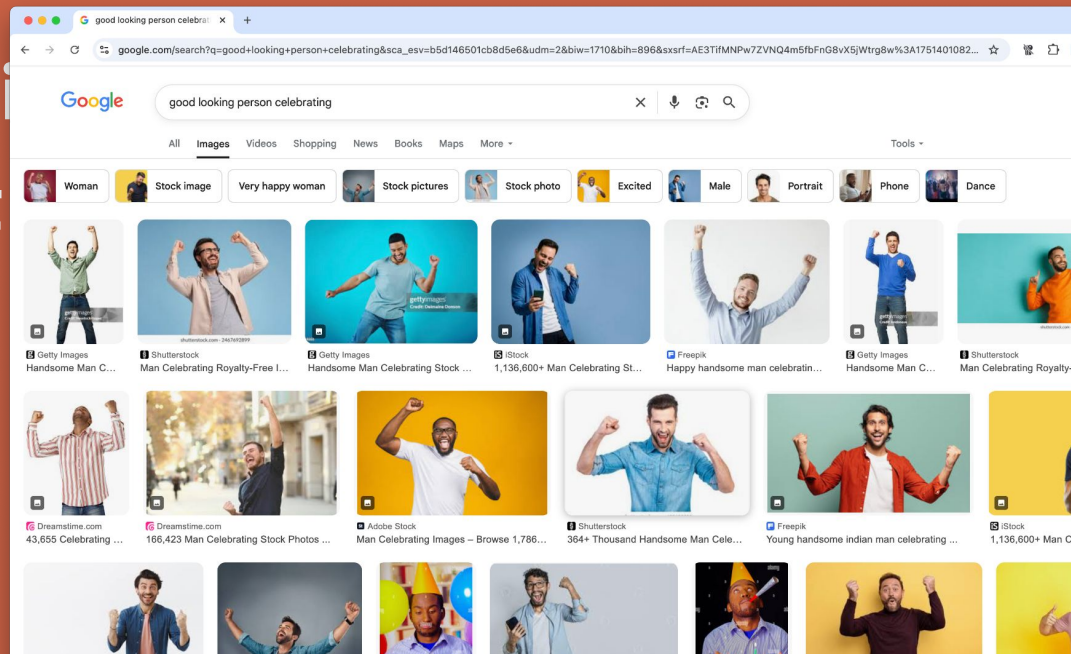 good looking person celebra
google.com/search?q=good+looking+person+celebrating&sca_esv=b5d146501cb8d5e6&udm=2&biw=1710&bih=896&sxsrf=AE3TifMNPw7ZVNQ4m5fbFnG8vX5jWtrg8w%3A1751401082...
Google
good looking person celebrating
All Images Videos Shopping News Books Maps More Tools
Woman Stock image Very happy woman Stock pictures Stock photo Excited Male Portrait Phone Dance
gettyimages
shutterstock.com · 2467692899
Getty Images Shutterstock Getty Images iStock Freepik Getty Images Shutterstock
Handsome Man C... Man Celebrating Royalty-Free I... Handsome Man Celebrating Stock ... 1,136,600+ Man Celebrating St... Happy handsome man celebratin... Handsome Man C... Man Celebrating Royalty-
Dreamstime.com Dreamstime.com Adobe Stock Shutterstock Freepik iStock
43,655 Celebrating ... 166,423 Man Celebrating Stock Photos ... Man Celebrating Images – Browse 1,786... 364+ Thousand Handsome Man Cele... Young handsome indian man celebrating ... 1,136,600+ Man C